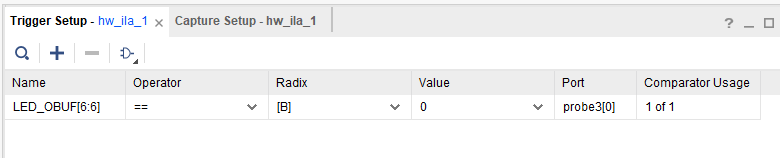 Trigger Setup - hw_ila_1 Capture Setup - hw_ila_1
Name Operator Radix Value Port Comparator Usage
LED_OBUF[6:6] == [B] 0 probe3[0] 1 of 1